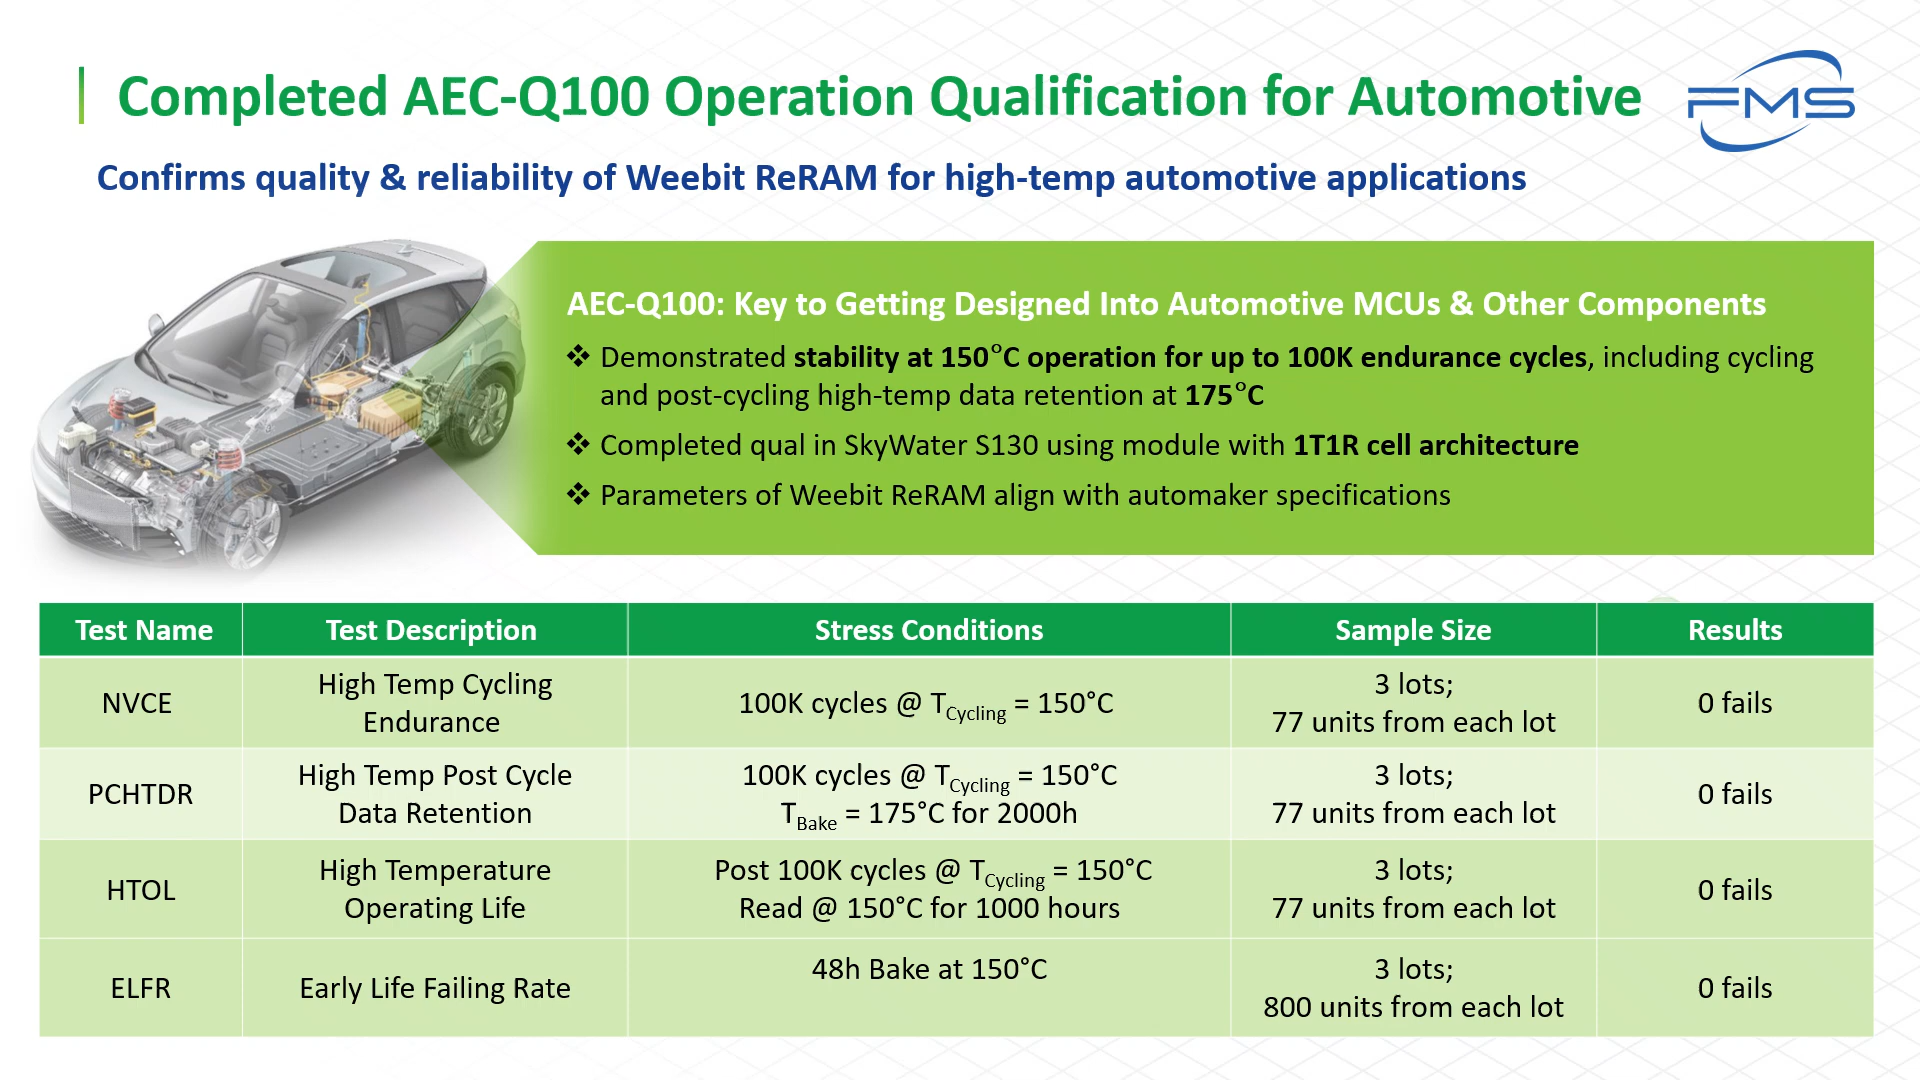 Completed AEC-Q100 Operation Qualification for Automotive
FMS
Confirms quality & reliability of Weebit ReRAM for high-temp automotive applications
AEC-Q100: Key to Getting Designed Into Automotive MCUs & Other Components
❖ Demonstrated stability at 150°C operation for up to 100K endurance cycles, including cycling
and post-cycling high-temp data retention at 175°C
❖ Completed qual in SkyWater S130 using module with 1T1R cell architecture
❖ Parameters of Weebit ReRAM align with automaker specifications
Test Name Test Description Stress Conditions Sample Size Results
NVCE
High Temp Cycling
Endurance
100K cycles @ TCycling = 150°C
3 lots;
77 units from each lot
0 fails
PCHTDR
High Temp Post Cycle
Data Retention
100K cycles @ TCycling = 150°C
TBake = 175°C for 2000h
3 lots;
77 units from each lot
0 fails
HTOL
High Temperature
Operating Life
Post 100K cycles @ TCycling = 150°C
Read @ 150°C for 1000 hours
3 lots;
77 units from each lot
0 fails
ELFR
Early Life Failing Rate
48h Bake at 150°C
3 lots;
800 units from each lot
0 fails